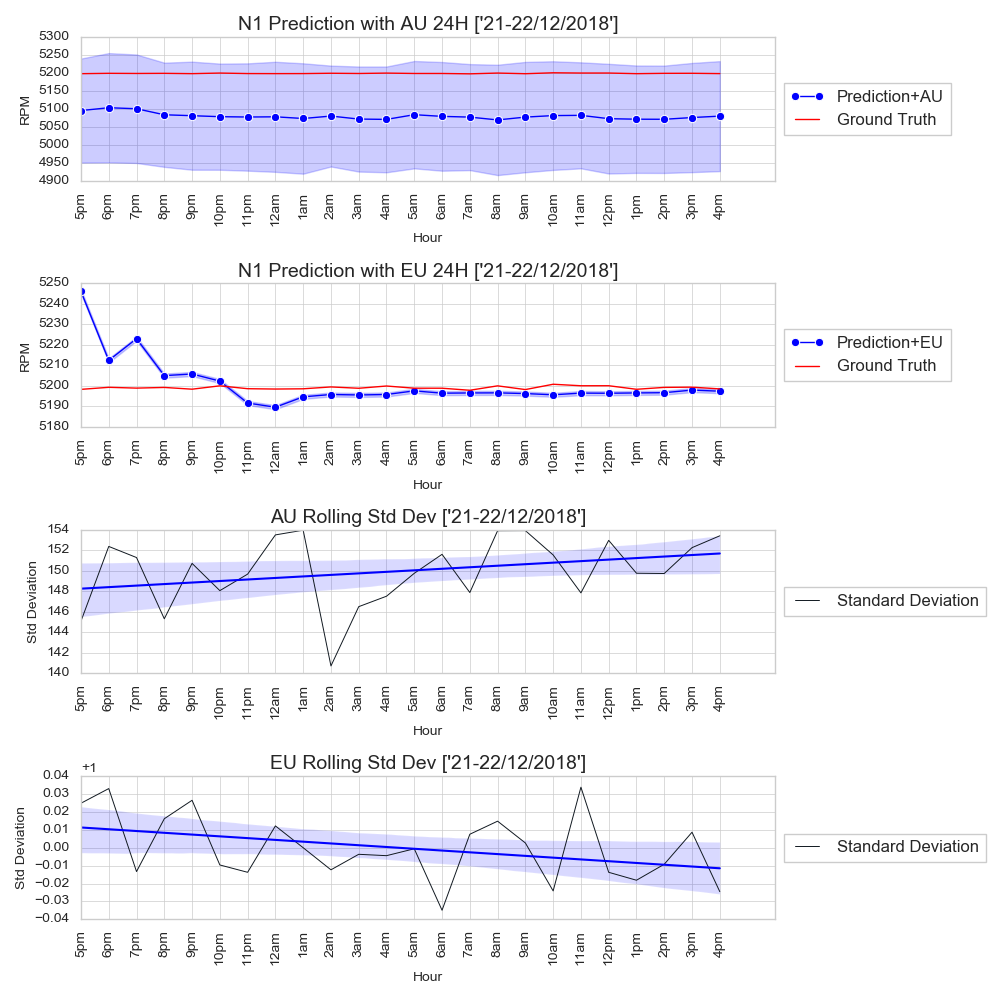 N1 Prediction with AU 24H ['21-22/12/2018']
5300
5250
5200
5150
5100
5050
5000
4950
4900
RPM
5pm 6pm 7pm 8pm 9pm 10pm 11pm 12am 1am 2am 3am 4am 5am 6am 7am 8am 9am 10am 11am 12pm 1pm 2pm 3pm 4pm
Hour
Prediction+AU
Ground Truth
N1 Prediction with EU 24H ['21-22/12/2018']
5250
5240
5230
5220
5210
5200
5190
5180
RPM
5pm 6pm 7pm 8pm 9pm 10pm 11pm 12am 1am 2am 3am 4am 5am 6am 7am 8am 9am 10am 11am 12pm 1pm 2pm 3pm 4pm
Hour
Prediction+EU
Ground Truth
AU Rolling Std Dev ['21-22/12/2018']
154
152
150
148
146
144
142
140
Std Deviation
5pm 6pm 7pm 8pm 9pm 10pm 11pm 12am 1am 2am 3am 4am 5am 6am 7am 8am 9am 10am 11am 12pm 1pm 2pm 3pm 4pm
Hour
Standard Deviation
EU Rolling Std Dev ['21-22/12/2018']
+1
0.04
0.03
0.02
0.01
0.00
−0.01
−0.02
−0.03
−0.04
Std Deviation
5pm 6pm 7pm 8pm 9pm 10pm 11pm 12am 1am 2am 3am 4am 5am 6am 7am 8am 9am 10am 11am 12pm 1pm 2pm 3pm 4pm
Hour
Standard Deviation